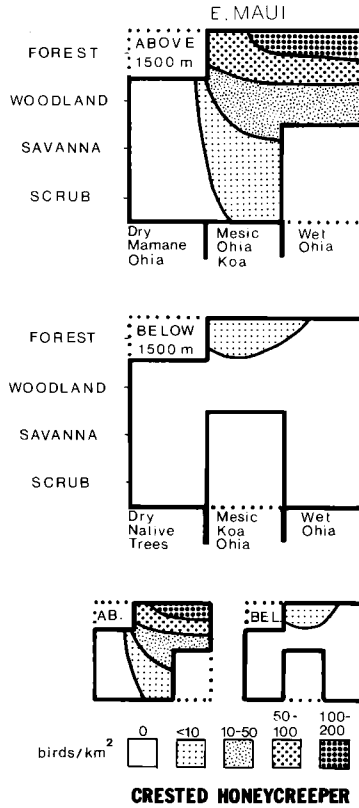 E. MAUI
FOREST
ABOVE
1500 m
WOODLAND
SAVANNA
SCRUB
Dry
Mamane
Ohia
Mesic
Ohia
Koa
Wet
Ohia
FOREST
BELOW
1500 m
WOODLAND
SAVANNA
SCRUB
Dry
Native
Trees
Mesic
Koa
Ohia
Wet
Ohia
AB.
BEL.
birds/km²
0
<10
10-50
50-
100
100-
200
CRESTED HONEYCREEPER